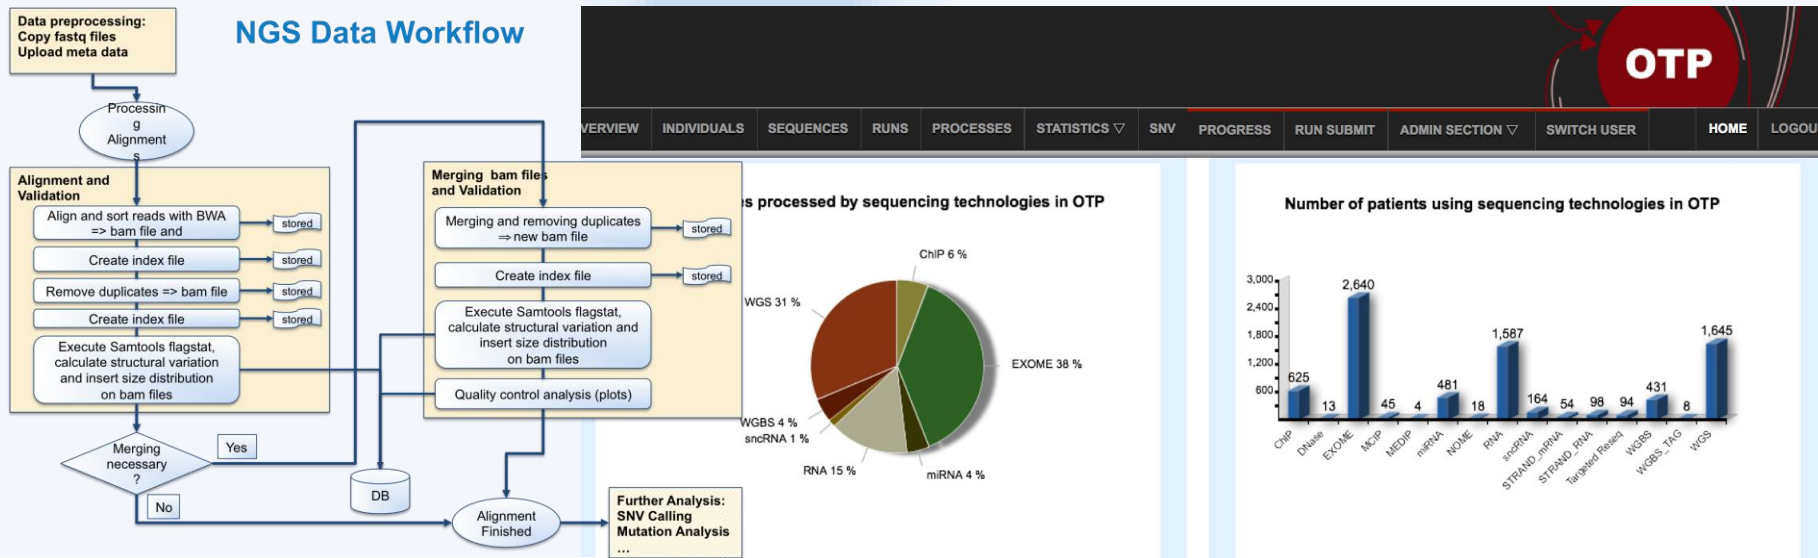 Data preprocessing:
Copy fastq files
Upload meta data
NGS Data Workflow
Processin
g
Alignment
s
Alignment and
Validation
Align and sort reads with BWA
=> bam file and
stored
Create index file
stored
Remove duplicates => bam file
stored
Create index file
stored
Execute Samtools flagstat,
calculate structural variation
and insert size distribution
on bam files
Merging
necessary
?
Yes
No
Merging bam files
and Validation
Merging and removing duplicates
⇒ new bam file
stored
Create index file
stored
Execute Samtools flagstat,
calculate structural variation and
insert size distribution
on bam files
Quality control analysis (plots)
DB
Alignment
Finished
Further Analysis:
SNV Calling
Mutation Analysis
...
OTP
VERVIEW INDIVIDUALS SEQUENCES RUNS PROCESSES STATISTICS ▽ SNV PROGRESS RUN SUBMIT ADMIN SECTION ▽ SWITCH USER HOME LOGOU
s processed by sequencing technologies in OTP
ChIP 6 %
WGS 31 %
EXOME 38 %
WGBS 4 %
sncRNA 1 %
RNA 15 %
miRNA 4 %
Number of patients using sequencing technologies in OTP
3,000
2,400
1,800
1,200
600
625
13
2,640
45
4
481
18
1,587
164
54
98
94
431
8
1,645
ChIP
DNase
EXOME
MCIP
MEDIP
miRNA
NOME
RNA
sncRNA
STRAND_mRNA
STRAND_RNA
Targeted Reseq
WGBS
WGBS_TAG
WGS